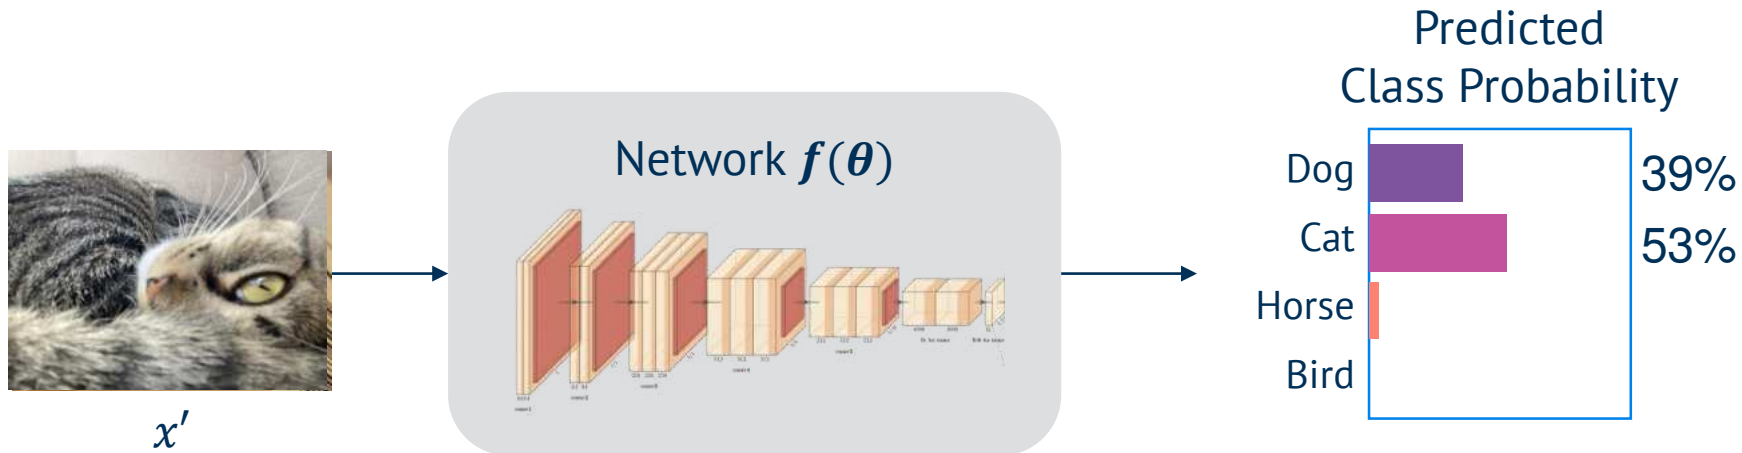 Predicted
Class Probability
Network f(θ)
Dog 39%
Cat 53%
Horse
Bird
x′